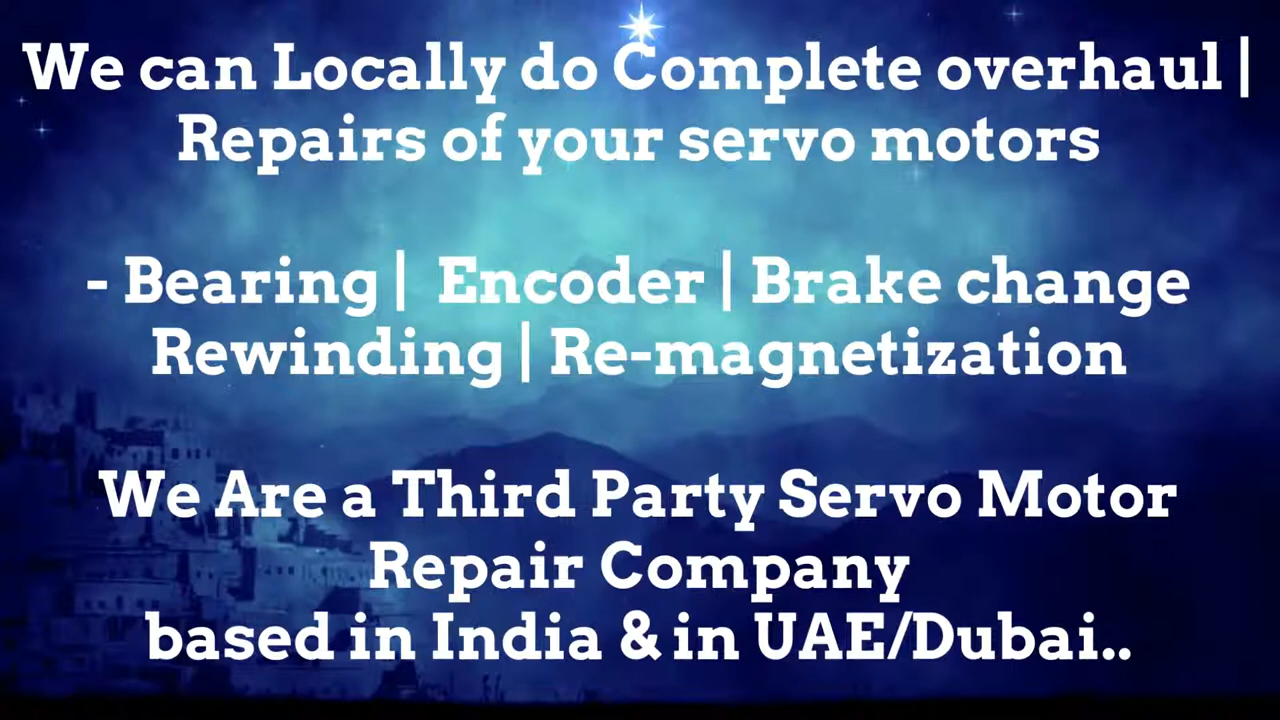 We can Locally do Complete overhaul |
Repairs of your servo motors
- Bearing | Encoder | Brake change
Rewinding | Re-magnetization
We Are a Third Party Servo Motor
Repair Company
based in India & in UAE/Dubai..